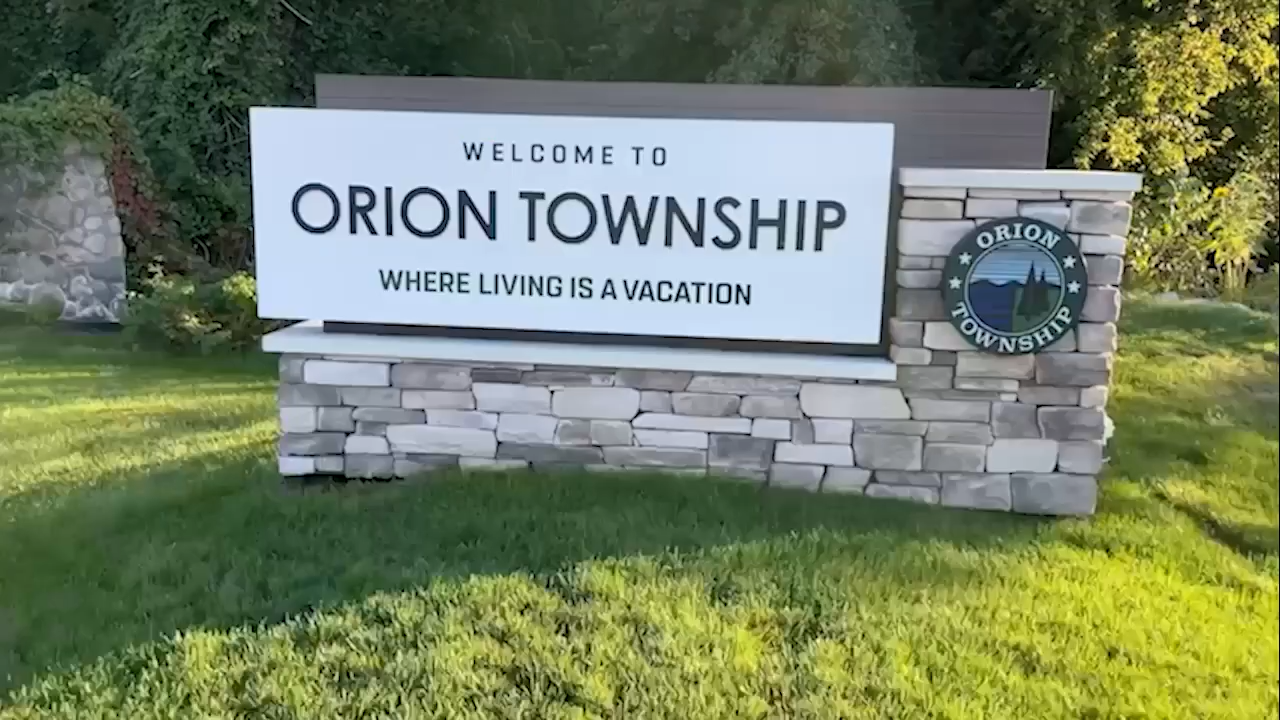 WELCOME TO
ORION TOWNSHIP
WHERE LIVING IS A VACATION
ORION
TOWNSHIP